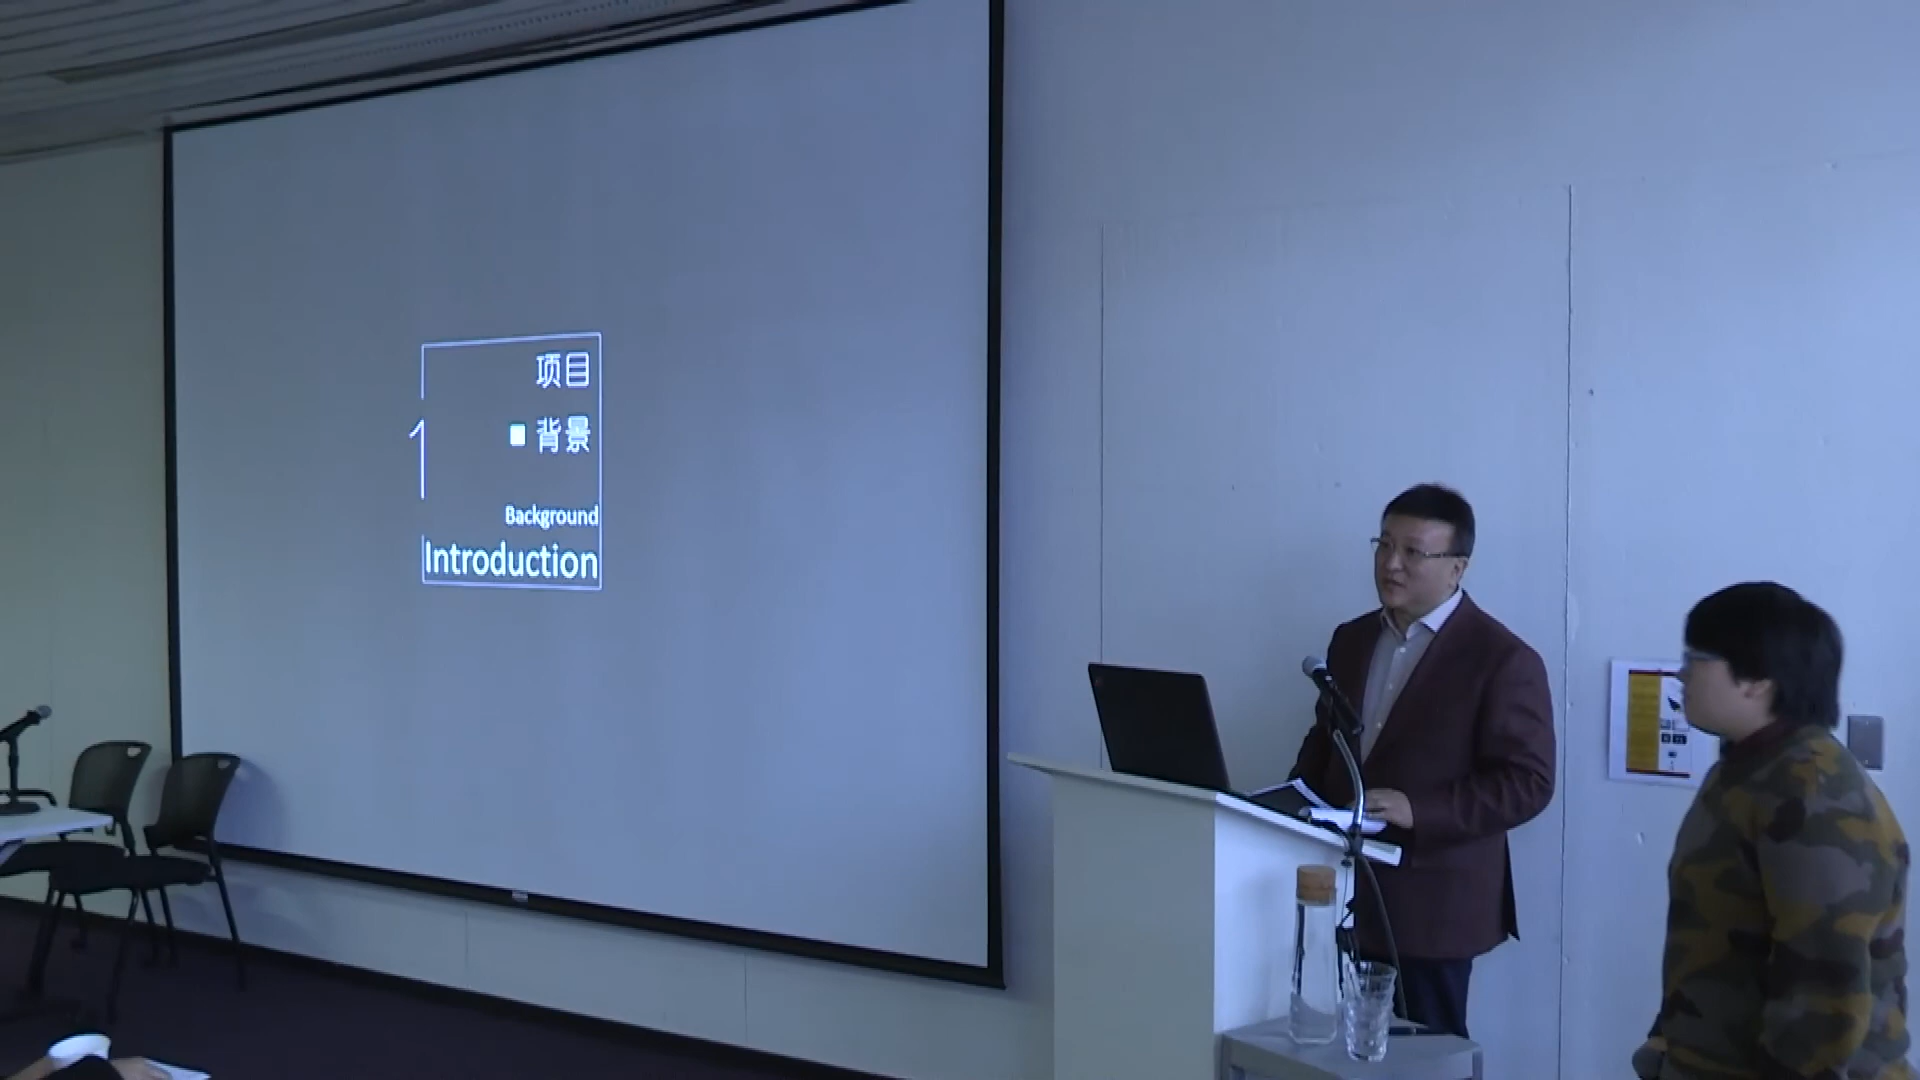 1
项目
背景
Background
Introduction